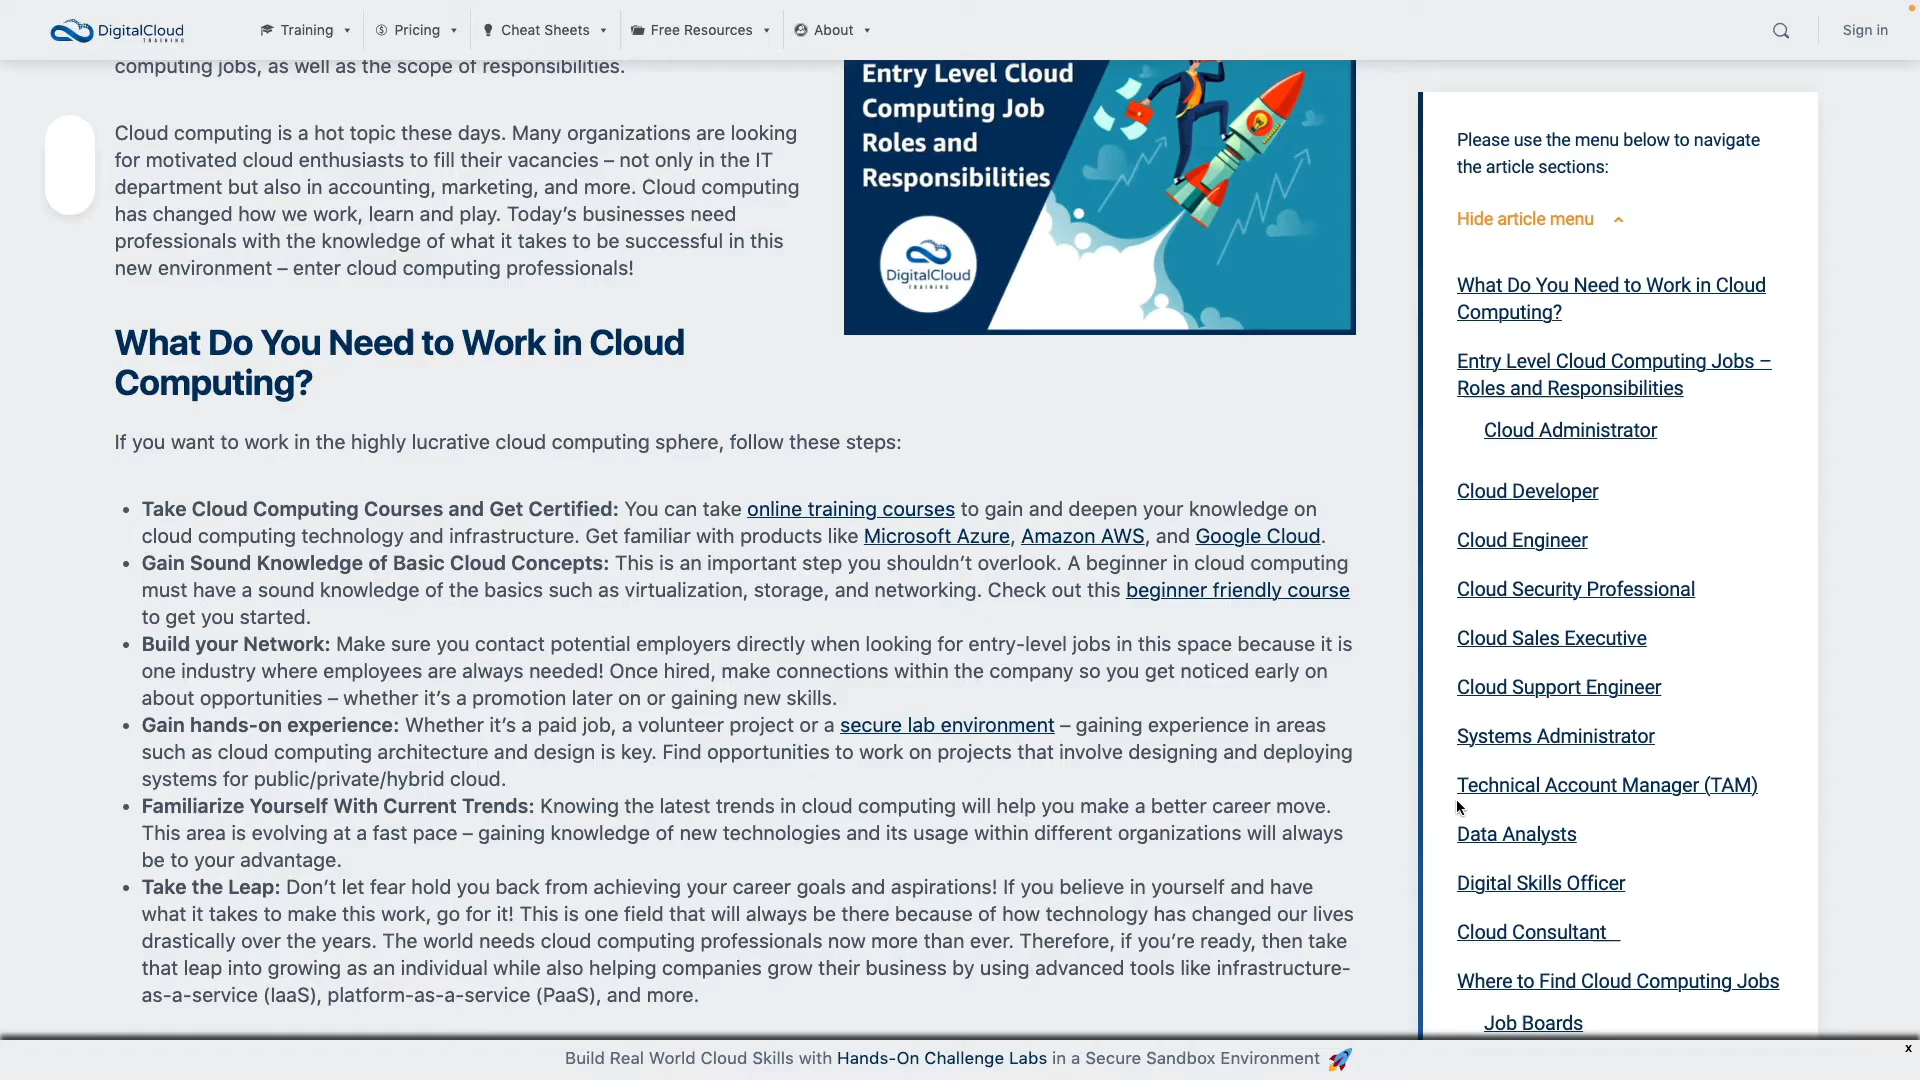 DigitalCloud
TRAINING
Training
Pricing
Cheat Sheets
Free Resources
About
Sign in
computing jobs, as well as the scope of responsibilities.
Cloud computing is a hot topic these days. Many organizations are looking
for motivated cloud enthusiasts to fill their vacancies – not only in the IT
department but also in accounting, marketing, and more. Cloud computing
has changed how we work, learn and play. Today’s businesses need
professionals with the knowledge of what it takes to be successful in this
new environment – enter cloud computing professionals!
Entry Level Cloud
Computing Job
Roles and
Responsibilities
DigitalCloud
TRAINING
What Do You Need to Work in Cloud
Computing?
If you want to work in the highly lucrative cloud computing sphere, follow these steps:
• Take Cloud Computing Courses and Get Certified: You can take online training courses to gain and deepen your knowledge on
cloud computing technology and infrastructure. Get familiar with products like Microsoft Azure, Amazon AWS, and Google Cloud.
• Gain Sound Knowledge of Basic Cloud Concepts: This is an important step you shouldn’t overlook. A beginner in cloud computing
must have a sound knowledge of the basics such as virtualization, storage, and networking. Check out this beginner friendly course
to get you started.
• Build your Network: Make sure you contact potential employers directly when looking for entry-level jobs in this space because it is
one industry where employees are always needed! Once hired, make connections within the company so you get noticed early on
about opportunities – whether it’s a promotion later on or gaining new skills.
• Gain hands-on experience: Whether it’s a paid job, a volunteer project or a secure lab environment – gaining experience in areas
such as cloud computing architecture and design is key. Find opportunities to work on projects that involve designing and deploying
systems for public/private/hybrid cloud.
• Familiarize Yourself With Current Trends: Knowing the latest trends in cloud computing will help you make a better career move.
This area is evolving at a fast pace – gaining knowledge of new technologies and its usage within different organizations will always
be to your advantage.
• Take the Leap: Don’t let fear hold you back from achieving your career goals and aspirations! If you believe in yourself and have
what it takes to make this work, go for it! This is one field that will always be there because of how technology has changed our lives
drastically over the years. The world needs cloud computing professionals now more than ever. Therefore, if you’re ready, then take
that leap into growing as an individual while also helping companies grow their business by using advanced tools like infrastructure-
as-a-service (IaaS), platform-as-a-service (PaaS), and more.
Please use the menu below to navigate
the article sections:
Hide article menu
What Do You Need to Work in Cloud
Computing?
Entry Level Cloud Computing Jobs –
Roles and Responsibilities
Cloud Administrator
Cloud Developer
Cloud Engineer
Cloud Security Professional
Cloud Sales Executive
Cloud Support Engineer
Systems Administrator
Technical Account Manager (TAM)
Data Analysts
Digital Skills Officer
Cloud Consultant
Where to Find Cloud Computing Jobs
Job Boards
Build Real World Cloud Skills with Hands-On Challenge Labs in a Secure Sandbox Environment 🚀
x